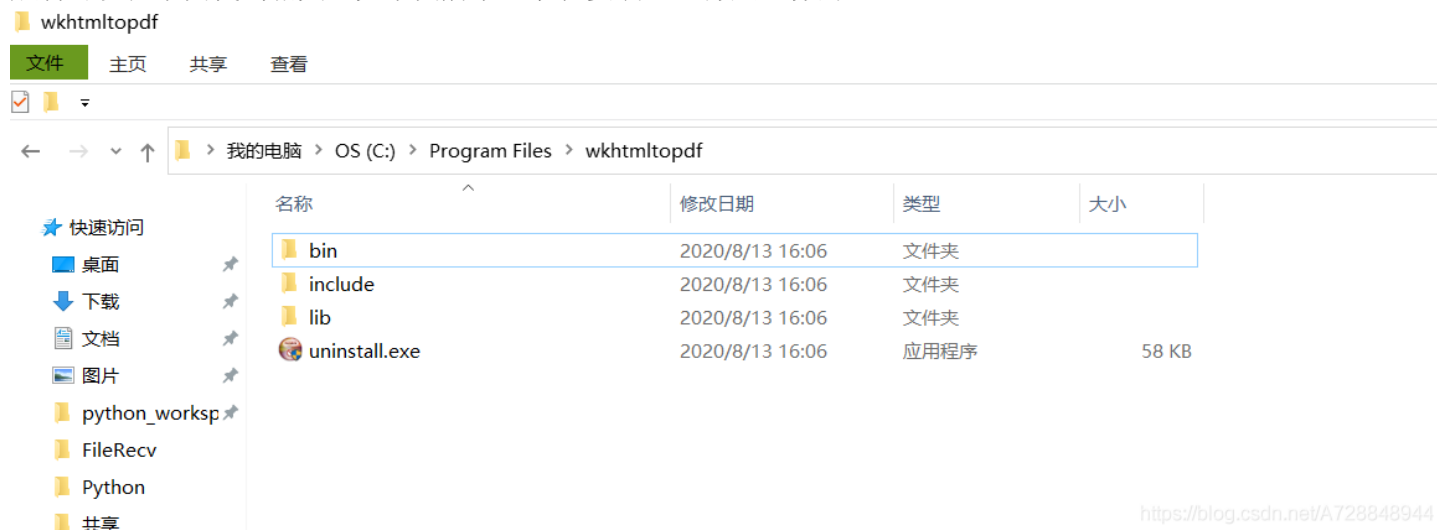 wkhtmltopdf
文件 主页 共享 查看
我的电脑 > OS (C:) > Program Files > wkhtmltopdf
名称 修改日期 类型 大小
快速访问
桌面
下载
文档
图片
python_worksp
FileRecv
Python
共享
bin 2020/8/13 16:06 文件夹
include 2020/8/13 16:06 文件夹
lib 2020/8/13 16:06 文件夹
uninstall.exe 2020/8/13 16:06 应用程序 58 KB
https://blog.csdn.net/A728848944